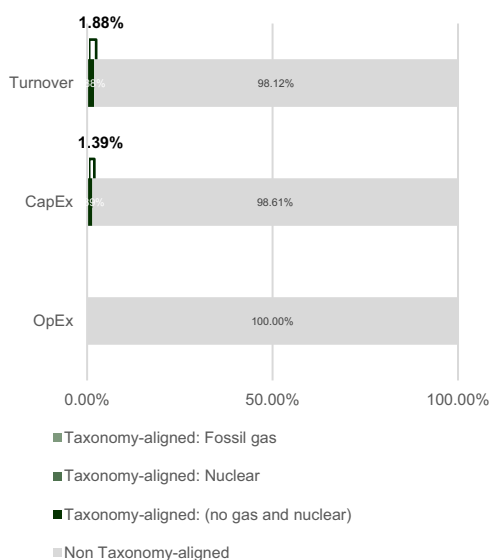 1.88%
Turnover
98.12%
1.39%
CapEx
98.61%
OpEx
100.00%
0.00% 50.00% 100.00%
Taxonomy-aligned: Fossil gas
Taxonomy-aligned: Nuclear
Taxonomy-aligned: (no gas and nuclear)
Non Taxonomy-aligned